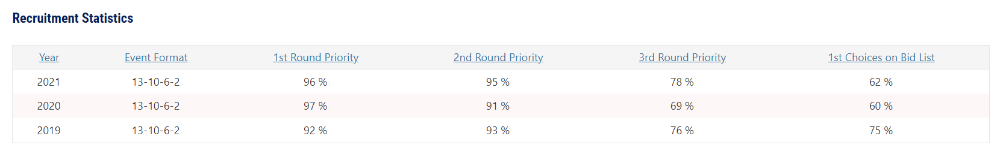 Recruitment Statistics
Year Event Format 1st Round Priority 2nd Round Priority 3rd Round Priority 1st Choices on Bid List
2021 13-10-6-2 96 % 95 % 78 % 62 %
2020 13-10-6-2 97 % 91 % 69 % 60 %
2019 13-10-6-2 92 % 93 % 76 % 75 %